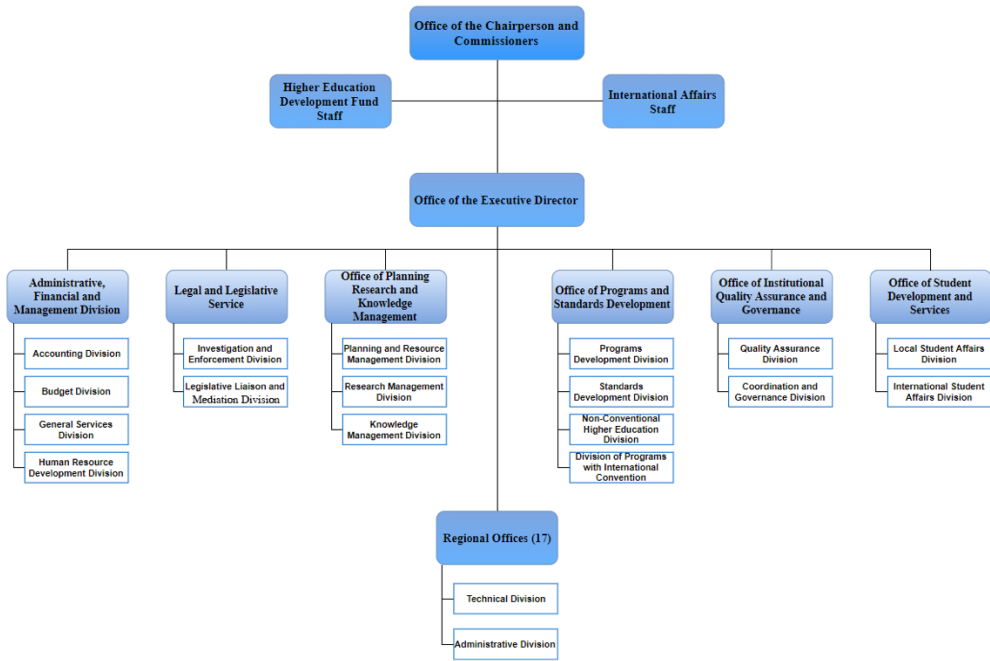 Office of the Chairperson and
Commissioners
Higher Education
Development Fund
Staff
International Affairs
Staff
Office of the Executive Director
Administrative,
Financial and
Management Division
Accounting Division
Budget Division
General Services
Division
Human Resource
Development Division
Legal and Legislative
Service
Investigation and
Enforcement Division
Legislative Liaison and
Mediation Division
Office of Planning
Research and
Knowledge
Management
Planning and Resource
Management Division
Research Management
Division
Knowledge
Management Division
Office of Programs and
Standards Development
Programs
Development Division
Standards
Development Division
Non-Conventional
Higher Education
Division
Division of Programs
with International
Convention
Office of Institutional
Quality Assurance and
Governance
Quality Assurance
Division
Coordination and
Governance Division
Office of Student
Development and
Services
Local Student Affairs
Division
International Student
Affairs Division
Regional Offices (17)
Technical Division
Administrative Division